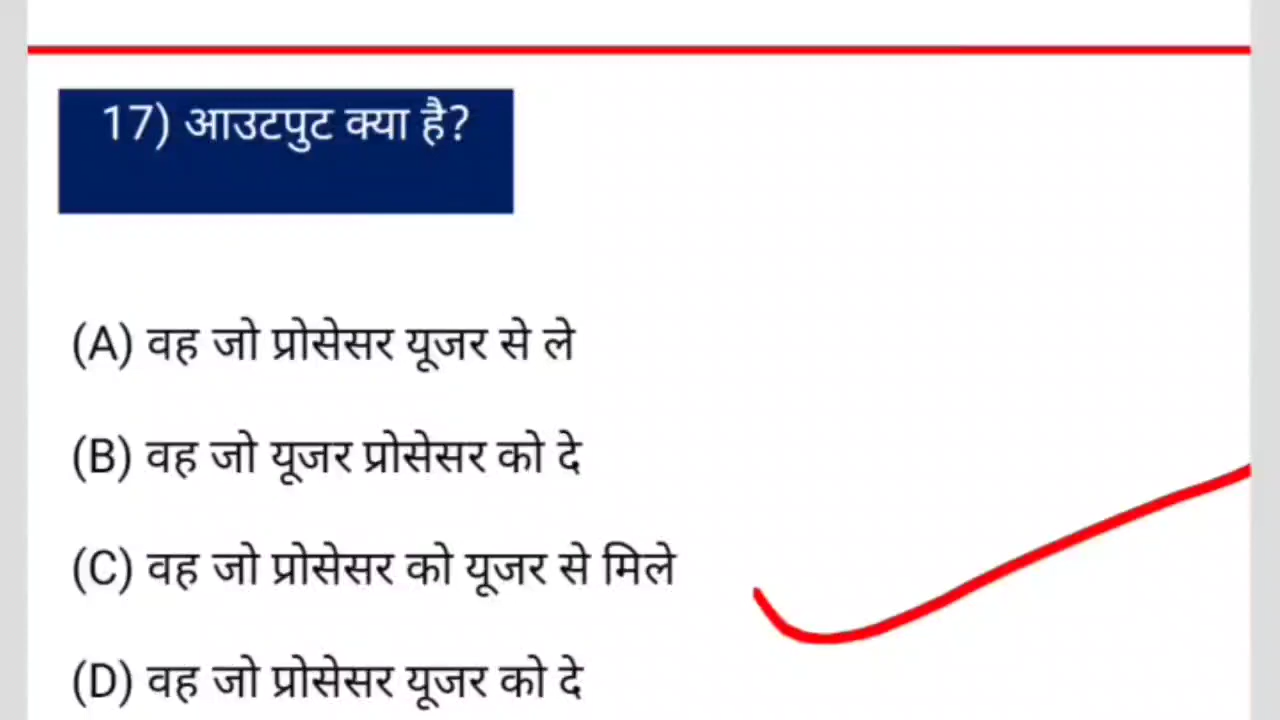 17) आउटपुट क्या है?
(A) वह जो प्रोसेसर यूजर से ले
(B) वह जो यूजर प्रोसेसर को दे
(C) वह जो प्रोसेसर को यूजर से मिले
(D) वह जो प्रोसेसर यूजर को दे